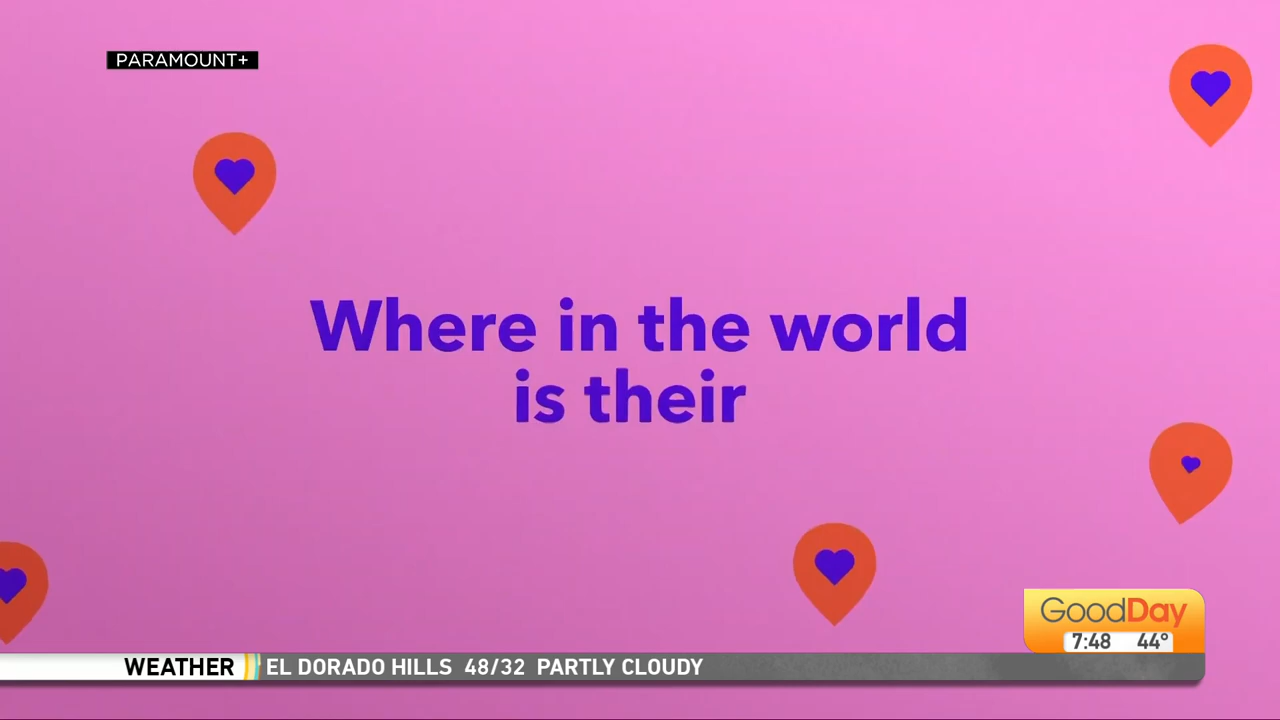 PARAMOUNT+
Where in the world
is their
GoodDay
7:48 44°
WEATHER EL DORADO HILLS 48/32 PARTLY CLOUDY